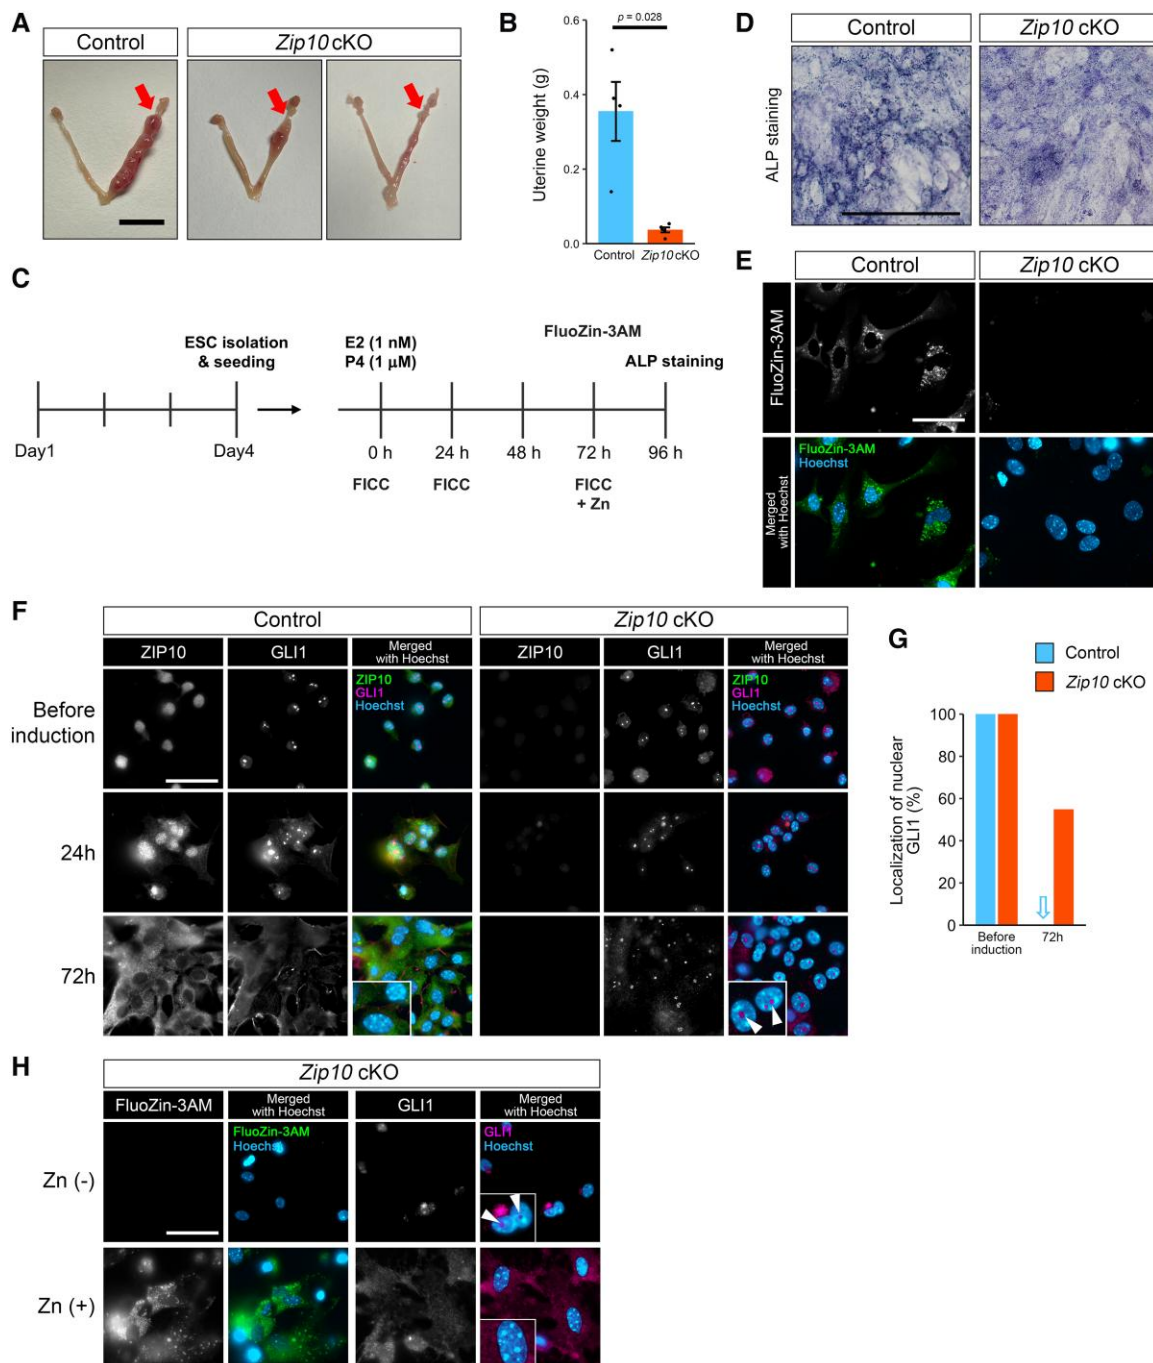 A
Control
Zip10 cKO
B
p = 0.028
Uterine weight (g)
0.6
0.4
0.2
0.0
Control
Zip10 cKO
C
ESC isolation
& seeding
Day1
Day4
E2 (1 nM)
P4 (1 µM)
FluoZin-3AM
ALP staining
0 h
24 h
48 h
72 h
96 h
FICC
FICC
FICC
+ Zn
D
Control
Zip10 cKO
ALP staining
E
Control
Zip10 cKO
FluoZin-3AM
Merged
with Hoechst
FluoZin-3AM
Hoechst
F
Control
Zip10 cKO
ZIP10
GLI1
Merged
with Hoechst
ZIP10
GLI1
Merged
with Hoechst
Before
induction
ZIP10
GLI1
Hoechst
ZIP10
GLI1
Hoechst
24h
72h
G
Control
Zip10 cKO
Localization of nuclear
GLI1 (%)
100
80
60
40
20
0
Before
induction
72h
H
Zip10 cKO
FluoZin-3AM
Merged
with Hoechst
GLI1
Merged
with Hoechst
Zn (-)
FluoZin-3AM
Hoechst
GLI1
Hoechst
Zn (+)